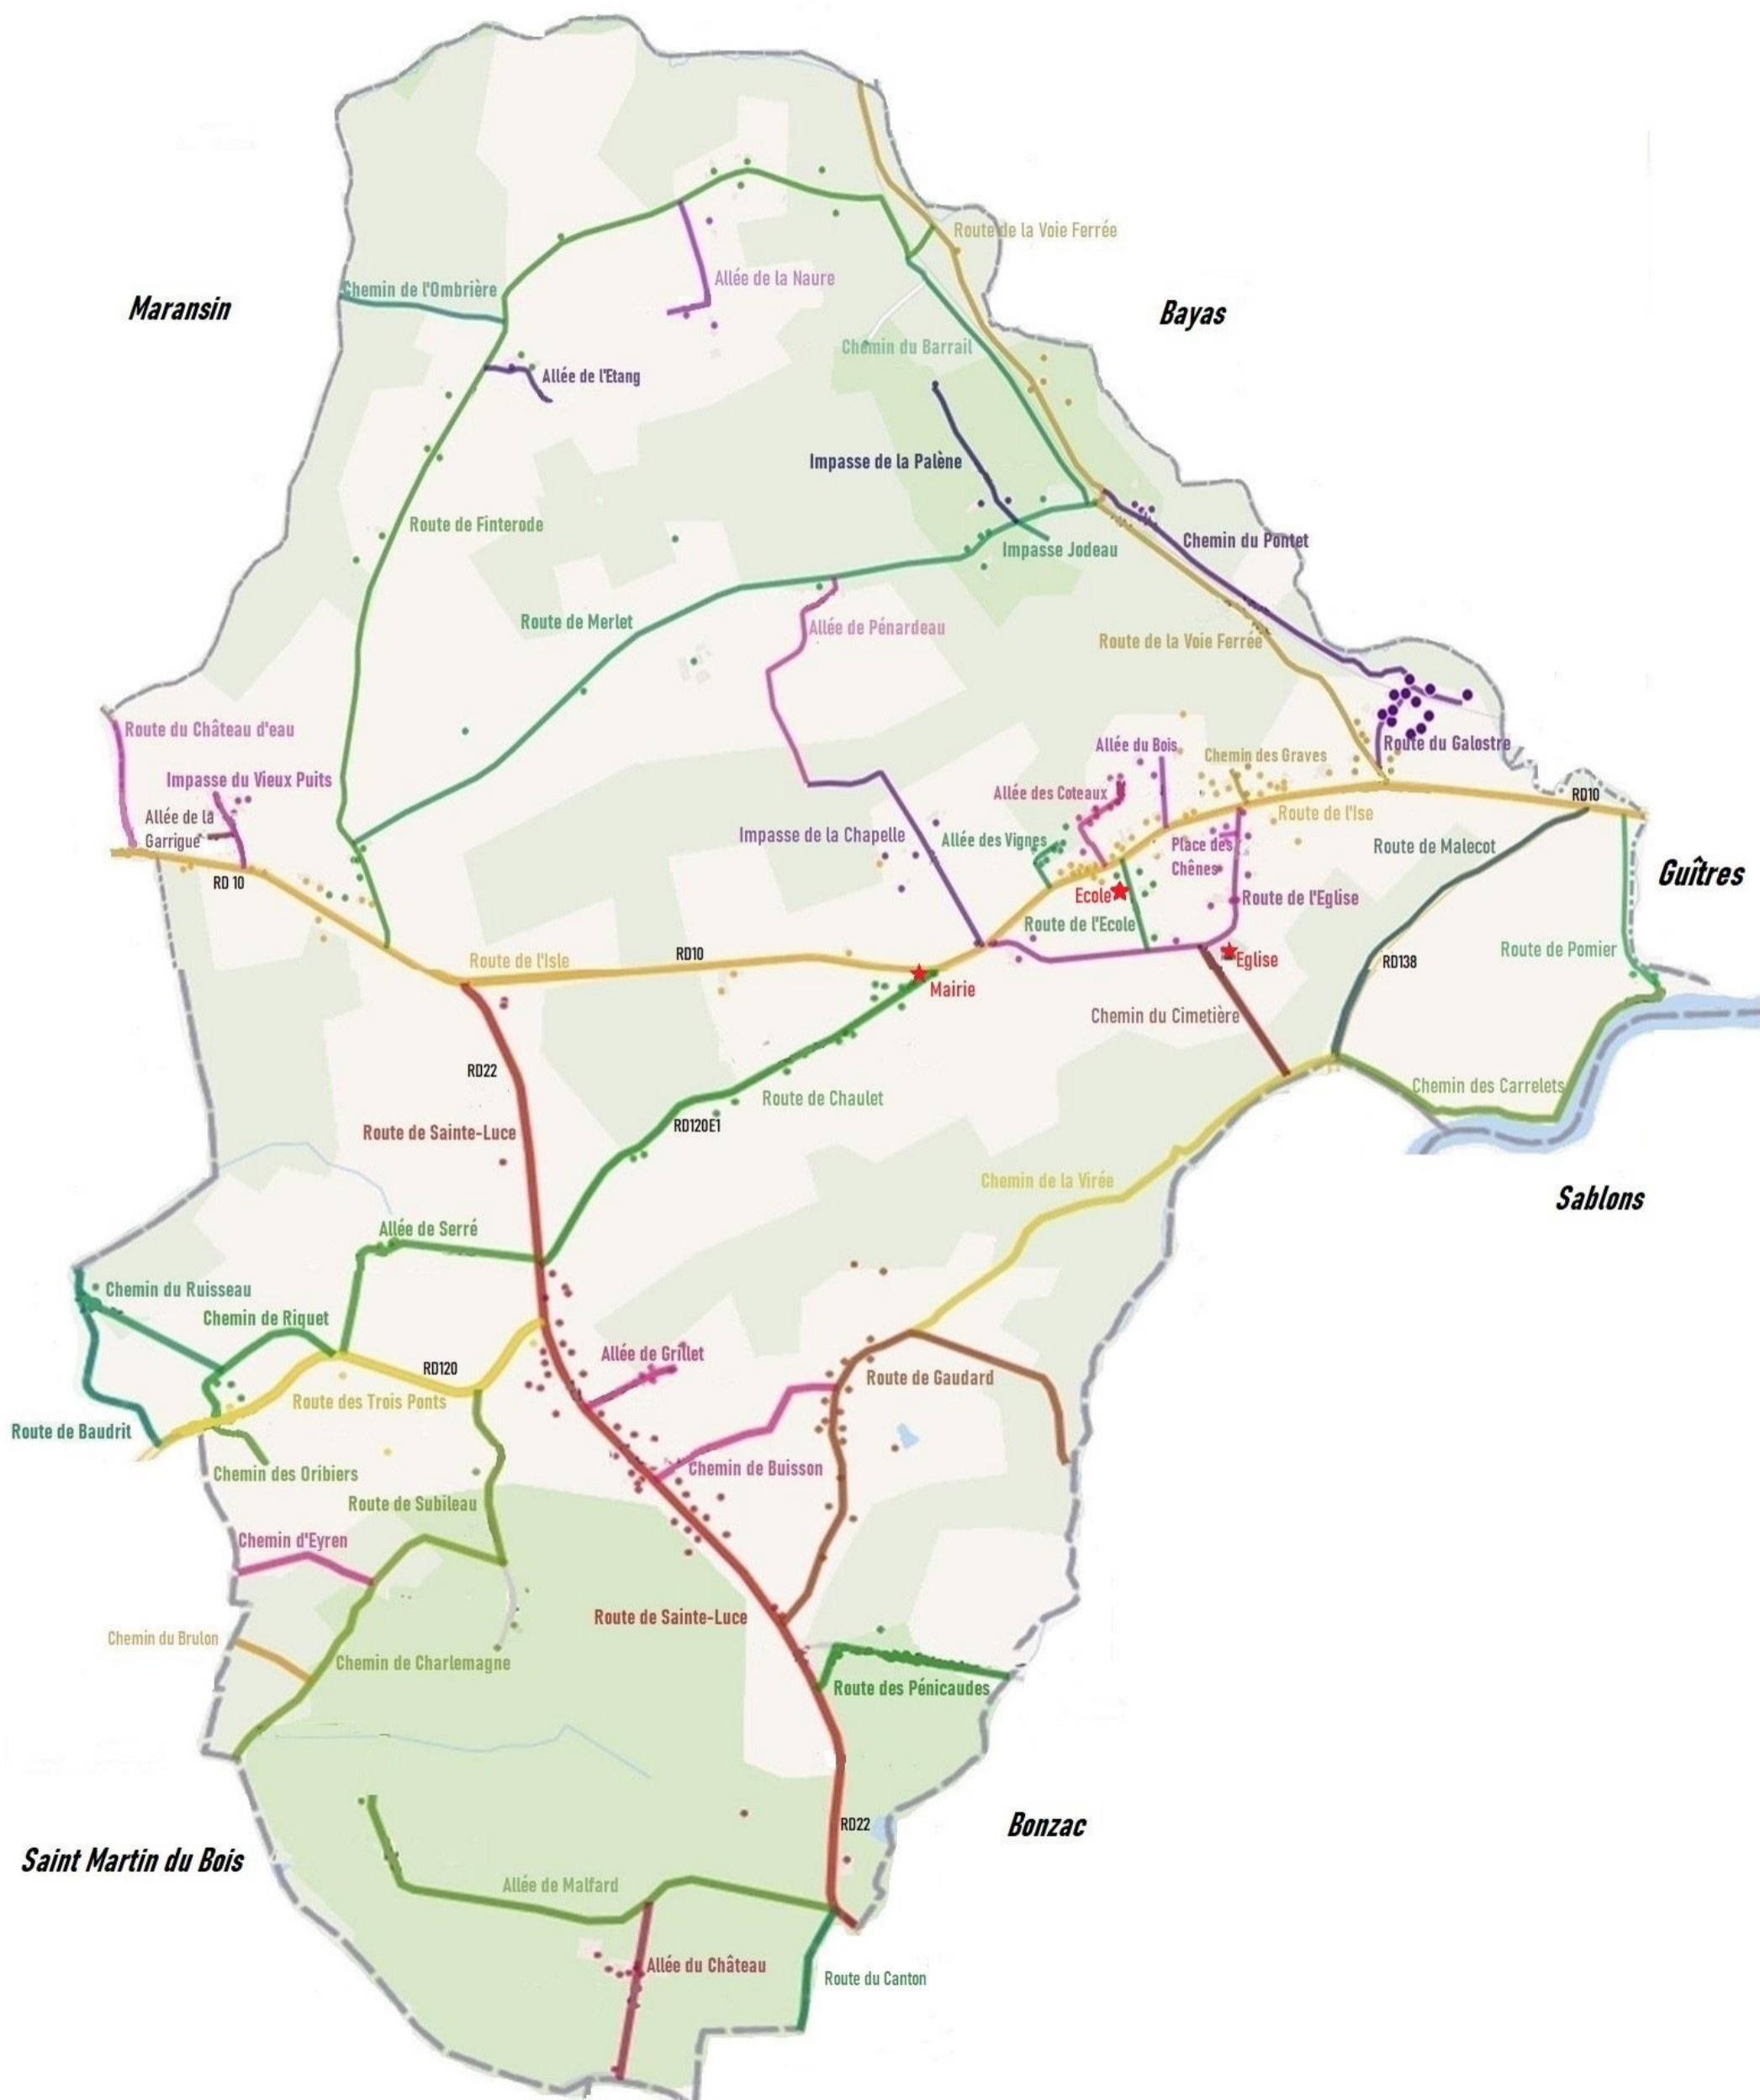 Route de la Voie Ferrée
Allée de la Naure
Chemin de l'Ombrière
Maransin
Bayas
Chemin du Barrail
Allée de l'Etang
Impasse de la Palène
Route de Finterode
Chemin du Pontet
Impasse Jodeau
Route de Merlet
Allée de Pénardeau
Route de la Voie Ferrée
Route du Château d'eau
Allée du Bois
Route du Galostre
Chemin des Graves
Impasse du Vieux Puits
Allée des Coteaux
RD10
Allée de la
Garrigue
Route de l'Ise
Impasse de la Chapelle
Allée des Vignes
Place des
Chênes
Route de Malecot
Guîtres
RD 10
Ecole
Route de l'Eglise
Route de l'Ecole
Route de Pomier
RD10
Route de l'Isle
Eglise
RD138
Mairie
Chemin du Cimetière
RD22
Chemin des Carrelets
Route de Chaulet
RD120E1
Route de Sainte-Luce
Chemin de la Virée
Sablons
Allée de Serré
Chemin du Ruisseau
Chemin de Riquet
Allée de Grillet
RD120
Route de Gaudard
Route des Trois Ponts
Route de Baudrit
Chemin de Buisson
Chemin des Oribiers
Route de Subileau
Chemin d'Eyren
Route de Sainte-Luce
Chemin du Brulon
Chemin de Charlemagne
Route des Pénicaudes
RD22
Bonzac
Saint Martin du Bois
Allée de Malfard
Allée du Château
Route du Canton